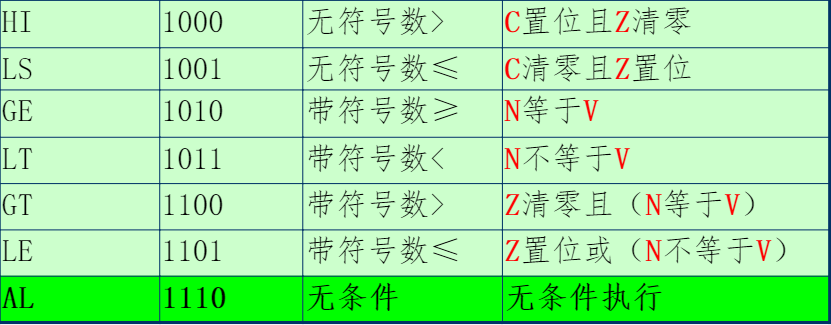 HI 1000 无符号数> C置位且Z清零
LS 1001 无符号数≤ C清零且Z置位
GE 1010 带符号数≥ N等于V
LT 1011 带符号数< N不等于V
GT 1100 带符号数> Z清零且（N等于V）
LE 1101 带符号数≤ Z置位或（N不等于V）
AL 1110 无条件 无条件执行